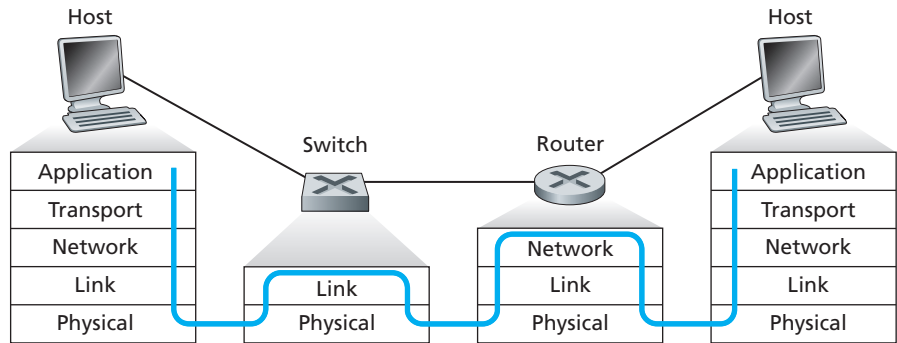 Host
Host
Switch
Router
Application
Transport
Network
Link
Physical
Link
Physical
Network
Link
Physical
Application
Transport
Network
Link
Physical